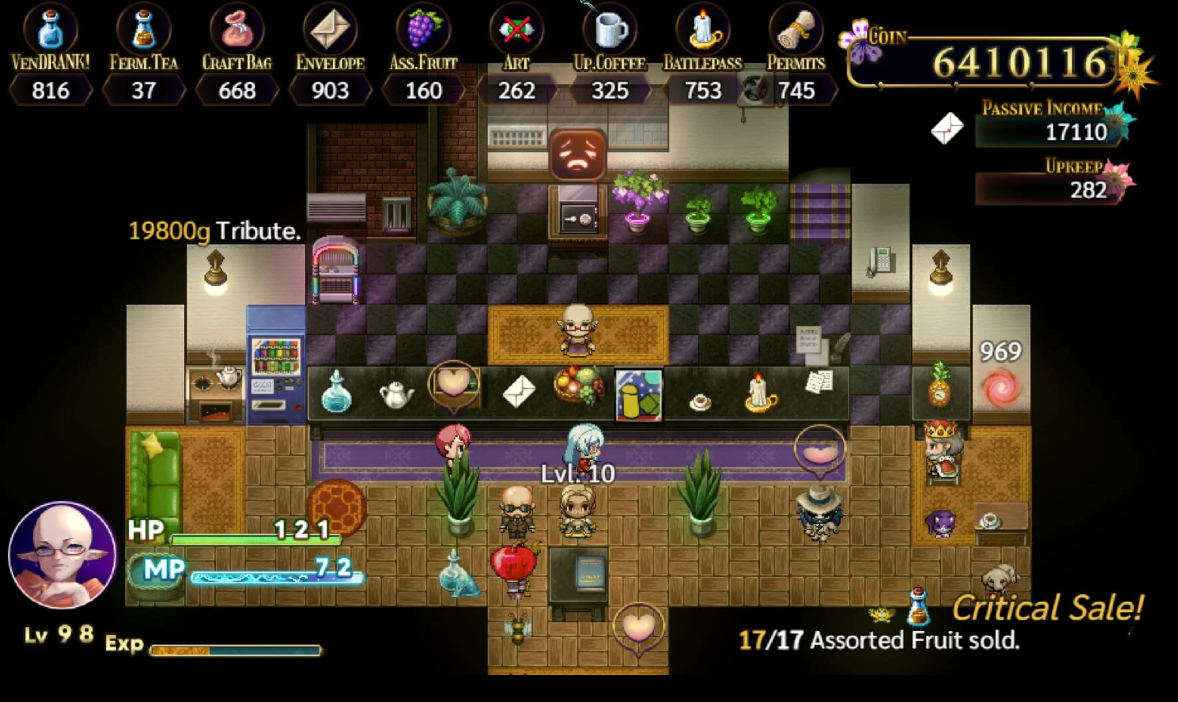 VENDRANK! FERM.TEA CRAFT BAG ENVELOPE ASS.FRUIT ART UP.COFFEE BATTLEPASS PERMITS
816 37 668 903 160 262 325 753 745
COIN
6410116
PASSIVE INCOME
17110
UPKEEP
282
19800g Tribute.
969
Lvl. 10
HP 121
MP 72
Lv 98 Exp
Critical Sale!
17/17 Assorted Fruit sold.